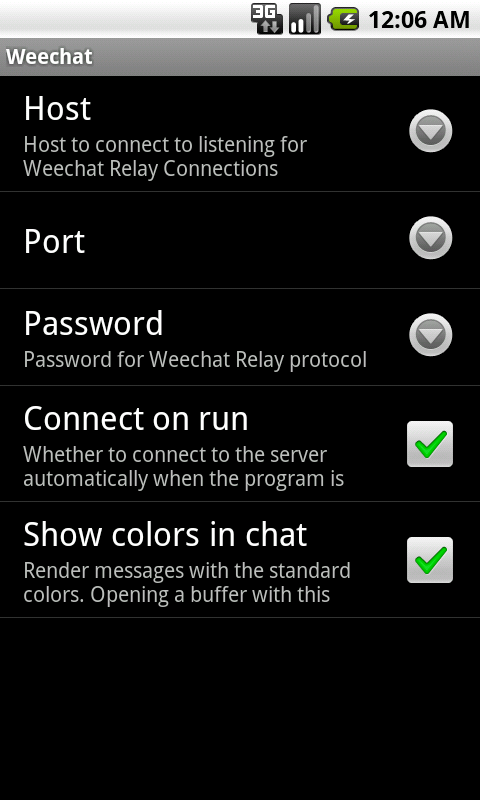 3G
12:06 AM
Weechat
Host
Host to connect to listening for
Weechat Relay Connections
Port
Password
Password for Weechat Relay protocol
Connect on run
Whether to connect to the server
automatically when the program is
Show colors in chat
Render messages with the standard
colors. Opening a buffer with this